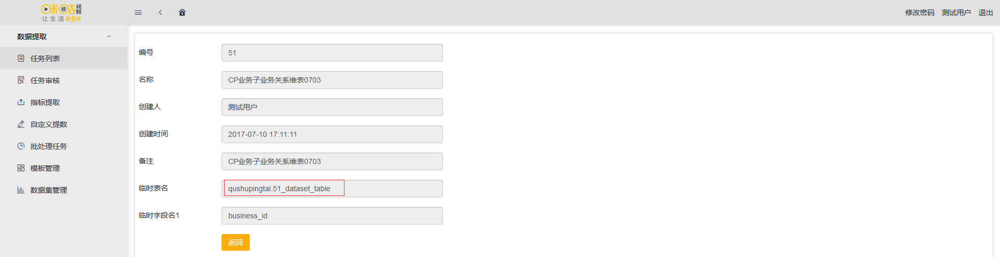 咪咕视频
让生活
修改密码 测试用户 退出
数据提取
任务列表
任务审核
指标提取
自定义提数
批处理任务
模板管理
数据集管理
编号 51
名称 CP业务子业务关系维表0703
创建人 测试用户
创建时间 2017-07-10 17:11:11
备注 CP业务子业务关系维表0703
临时表名 qushupingtai.51_dataset_table
临时字段名1 business_id
返回